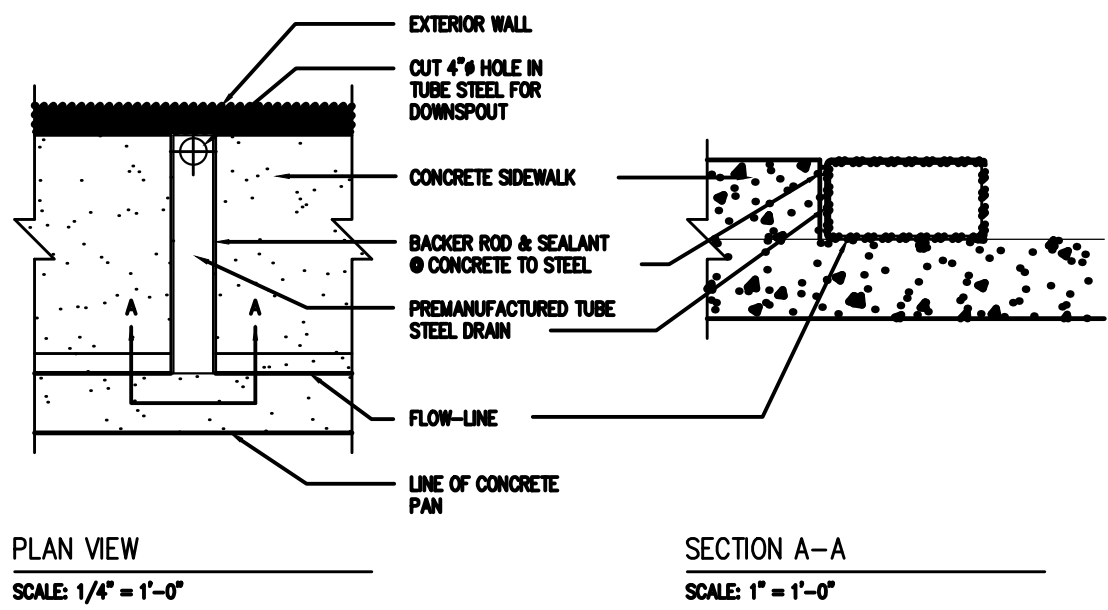 EXTERIOR WALL
CUT 4"ø HOLE IN
TUBE STEEL FOR
DOWNSPOUT
CONCRETE SIDEWALK
BACKER ROD & SEALANT
@ CONCRETE TO STEEL
A
A
PREMANUFACTURED TUBE
STEEL DRAIN
FLOW-LINE
LINE OF CONCRETE
PAN
PLAN VIEW
SCALE: 1/4" = 1'-0"
SECTION A-A
SCALE: 1" = 1'-0"